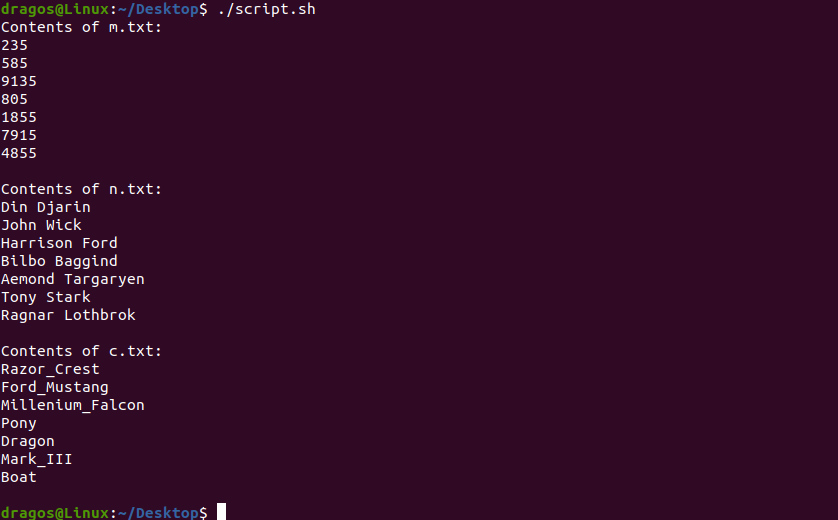 dragos@Linux:~/Desktop$ ./script.sh
Contents of m.txt:
235
585
9135
805
1855
7915
4855
Contents of n.txt:
Din Djarin
John Wick
Harrison Ford
Bilbo Baggind
Aemond Targaryen
Tony Stark
Ragnar Lothbrok
Contents of c.txt:
Razor_Crest
Ford_Mustang
Millenium_Falcon
Pony
Dragon
Mark_III
Boat
dragos@Linux:~/Desktop$